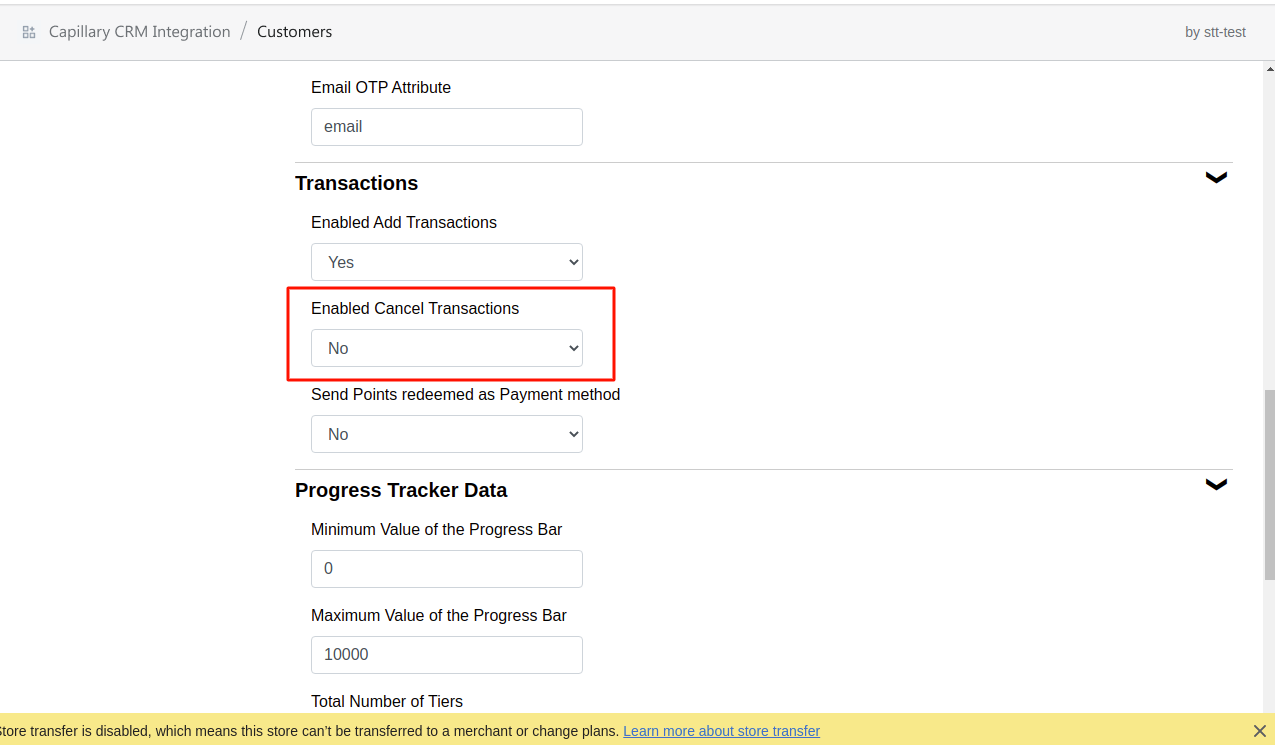 Capillary CRM Integration / Customers
by stt-test
Email OTP Attribute
email
Transactions
Enabled Add Transactions
Yes
Enabled Cancel Transactions
No
Send Points redeemed as Payment method
No
Progress Tracker Data
Minimum Value of the Progress Bar
0
Maximum Value of the Progress Bar
10000
Total Number of Tiers
Store transfer is disabled, which means this store can't be transferred to a merchant or change plans. Learn more about store transfer